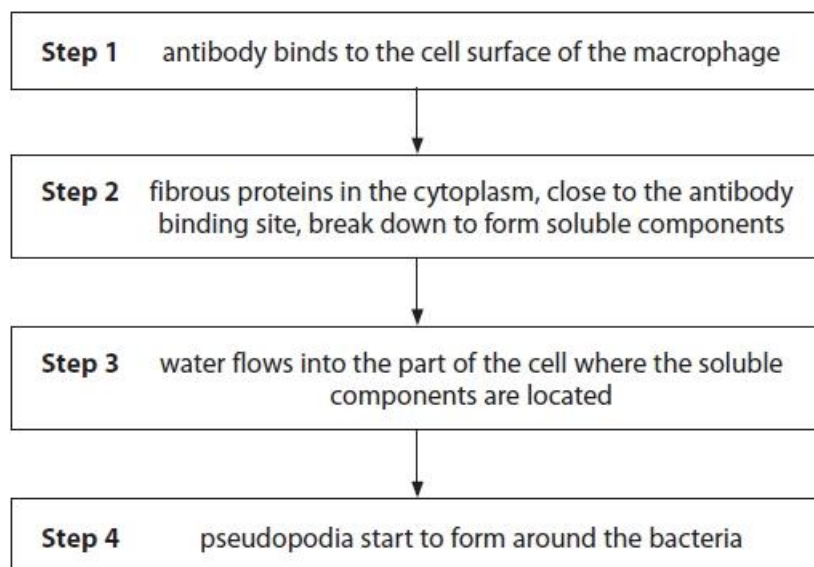 Step 1 antibody binds to the cell surface of the macrophage
Step 2 fibrous proteins in the cytoplasm, close to the antibody
binding site, break down to form soluble components
Step 3 water flows into the part of the cell where the soluble
components are located
Step 4 pseudopodia start to form around the bacteria